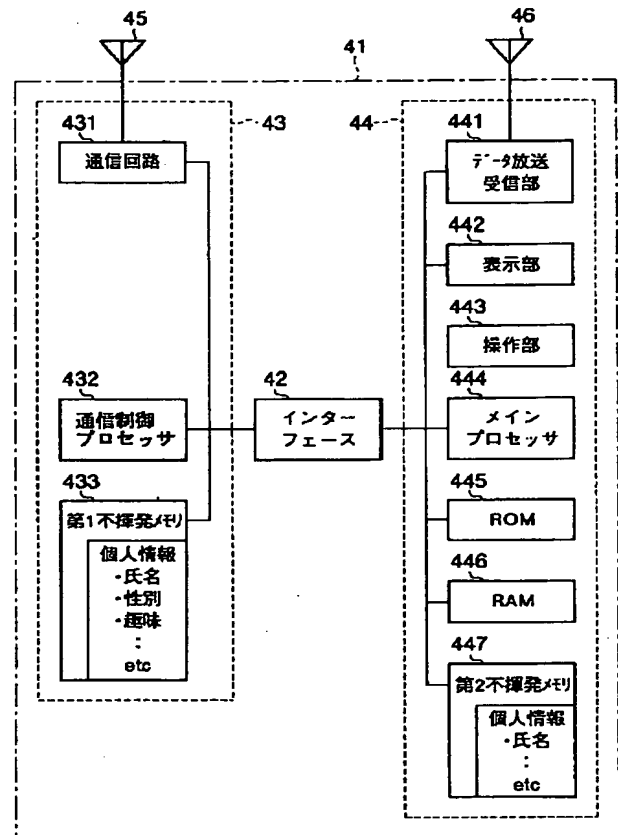 45
46
41
43
44
431
通信回路
441
データ放送
受信部
442
表示部
443
操作部
432
通信制御
プロセッサ
42
インター
フェース
444
メイン
プロセッサ
433
第1不揮発メモリ
個人情報
・氏名
・性別
・趣味
:
etc
445
ROM
446
RAM
447
第2不揮発メモリ
個人情報
・氏名
:
etc